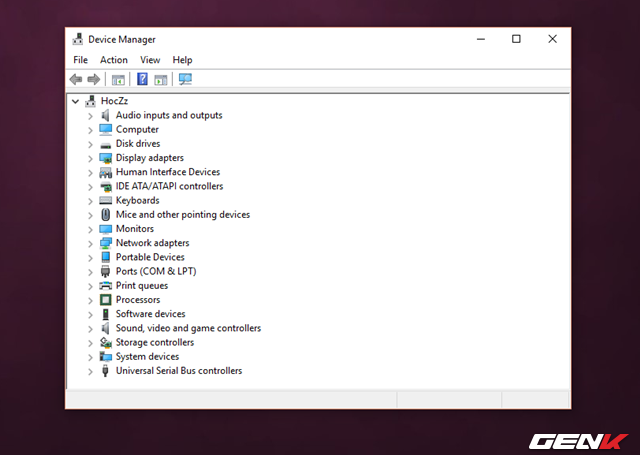 Device Manager
File Action View Help
HocZz
Audio inputs and outputs
Computer
Disk drives
Display adapters
Human Interface Devices
IDE ATA/ATAPI controllers
Keyboards
Mice and other pointing devices
Monitors
Network adapters
Portable Devices
Ports (COM & LPT)
Print queues
Processors
Software devices
Sound, video and game controllers
Storage controllers
System devices
Universal Serial Bus controllers
GENK